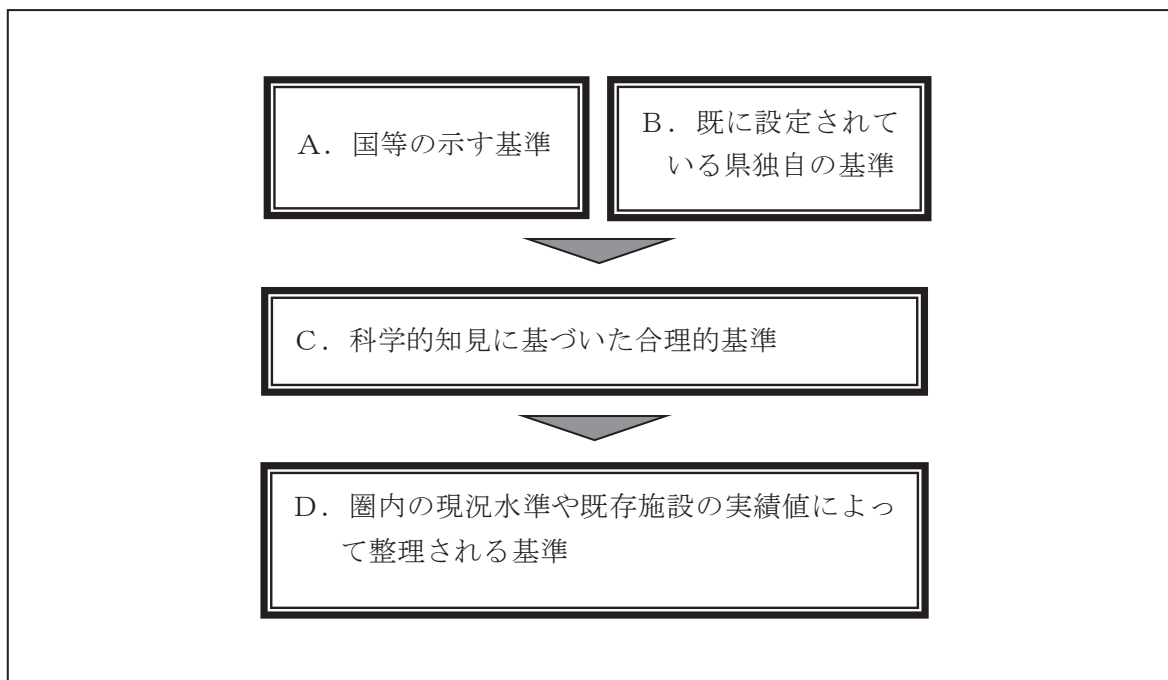 A．国等の示す基準
B．既に設定されて
いる県独自の基準
C．科学的知見に基づいた合理的基準
D．圏内の現況水準や既存施設の実績値によっ
て整理される基準